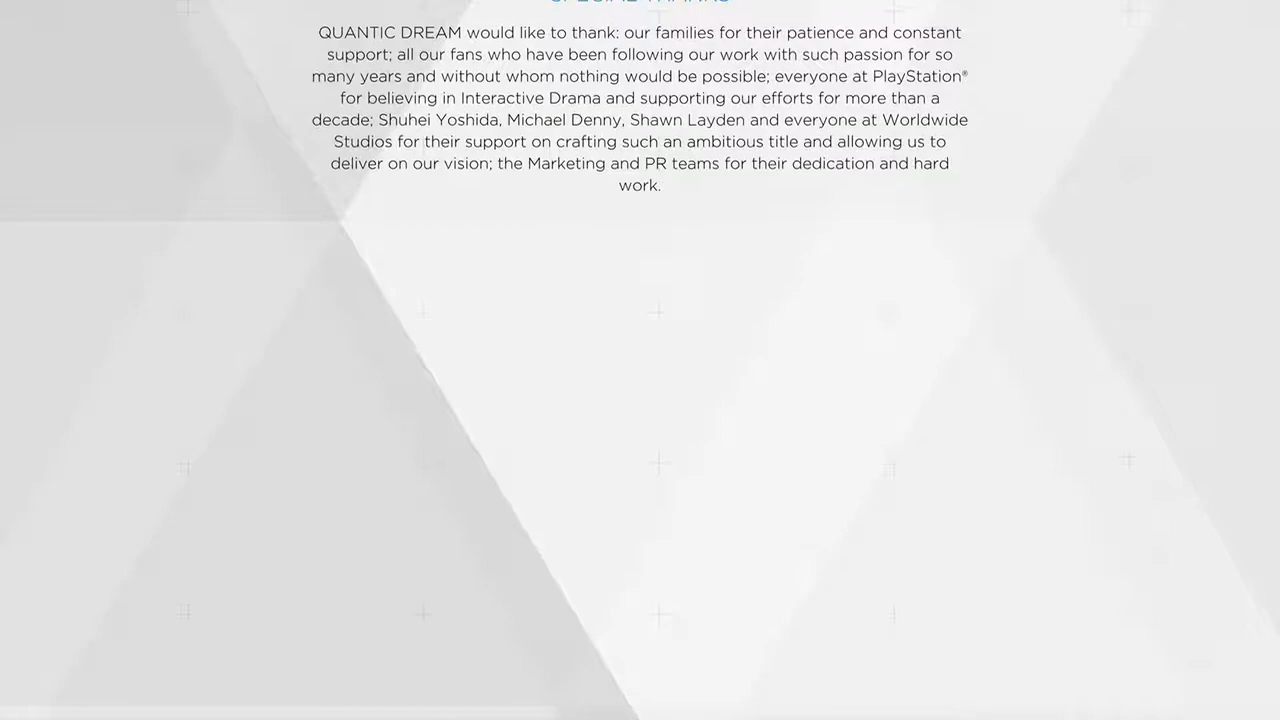 SPECIAL THANKS
QUANTIC DREAM would like to thank: our families for their patience and constant
support; all our fans who have been following our work with such passion for so
many years and without whom nothing would be possible; everyone at PlayStation®
for believing in Interactive Drama and supporting our efforts for more than a
decade; Shuhei Yoshida, Michael Denny, Shawn Layden and everyone at Worldwide
Studios for their support on crafting such an ambitious title and allowing us to
deliver on our vision; the Marketing and PR teams for their dedication and hard
work.